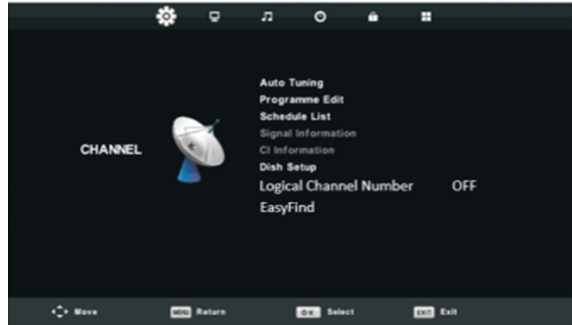 Auto Tuning
Programme Edit
Schedule List
Signal Information
CHANNEL
CI Information
Dish Setup
Logical Channel Number OFF
EasyFind
Move MENU Return OK Select EXIT Exit